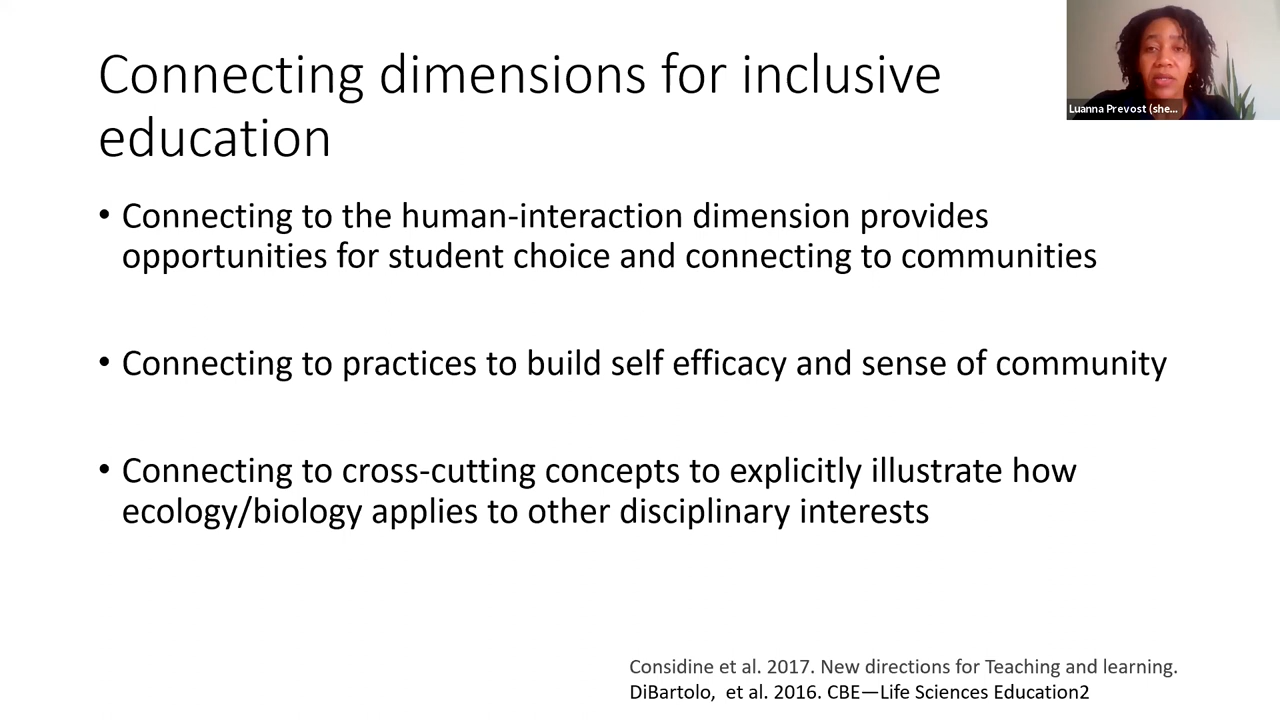 Connecting dimensions for inclusive
education
Luanna Prevost (she...
• Connecting to the human-interaction dimension provides
opportunities for student choice and connecting to communities
• Connecting to practices to build self efficacy and sense of community
• Connecting to cross-cutting concepts to explicitly illustrate how
ecology/biology applies to other disciplinary interests
Considine et al. 2017. New directions for Teaching and learning.
DiBartolo,  et al. 2016. CBE—Life Sciences Education2